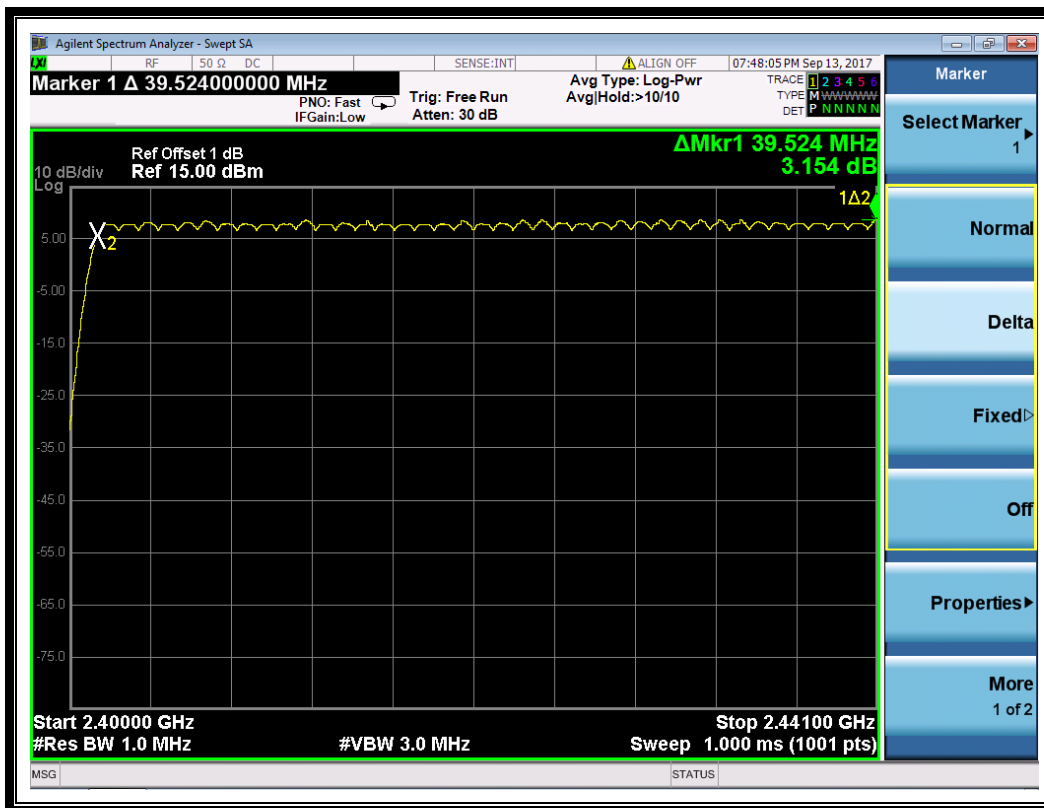 Agilent Spectrum Analyzer - Swept SA
LXI RF 50 Ω DC SENSE:INT ALIGN OFF 07:48:05 PM Sep 13, 2017
Marker 1 Δ 39.524000000 MHz
PNO: Fast
IFGain:Low
Trig: Free Run
Atten: 30 dB
Avg Type: Log-Pwr
Avg|Hold:>10/10
TRACE 1 2 3 4 5 6
TYPE M WWWWW
DET P N N N N N
Marker
Select Marker
1
Normal
Delta
Fixed
Off
Properties
More
1 of 2
ΔMkr1 39.524 MHz
3.154 dB
Ref Offset 1 dB
10 dB/div Ref 15.00 dBm
Log
1Δ2
5.00
2
-5.00
-15.0
-25.0
-35.0
-45.0
-55.0
-65.0
-75.0
Start 2.40000 GHz Stop 2.44100 GHz
#Res BW 1.0 MHz #VBW 3.0 MHz Sweep 1.000 ms (1001 pts)
MSG STATUS